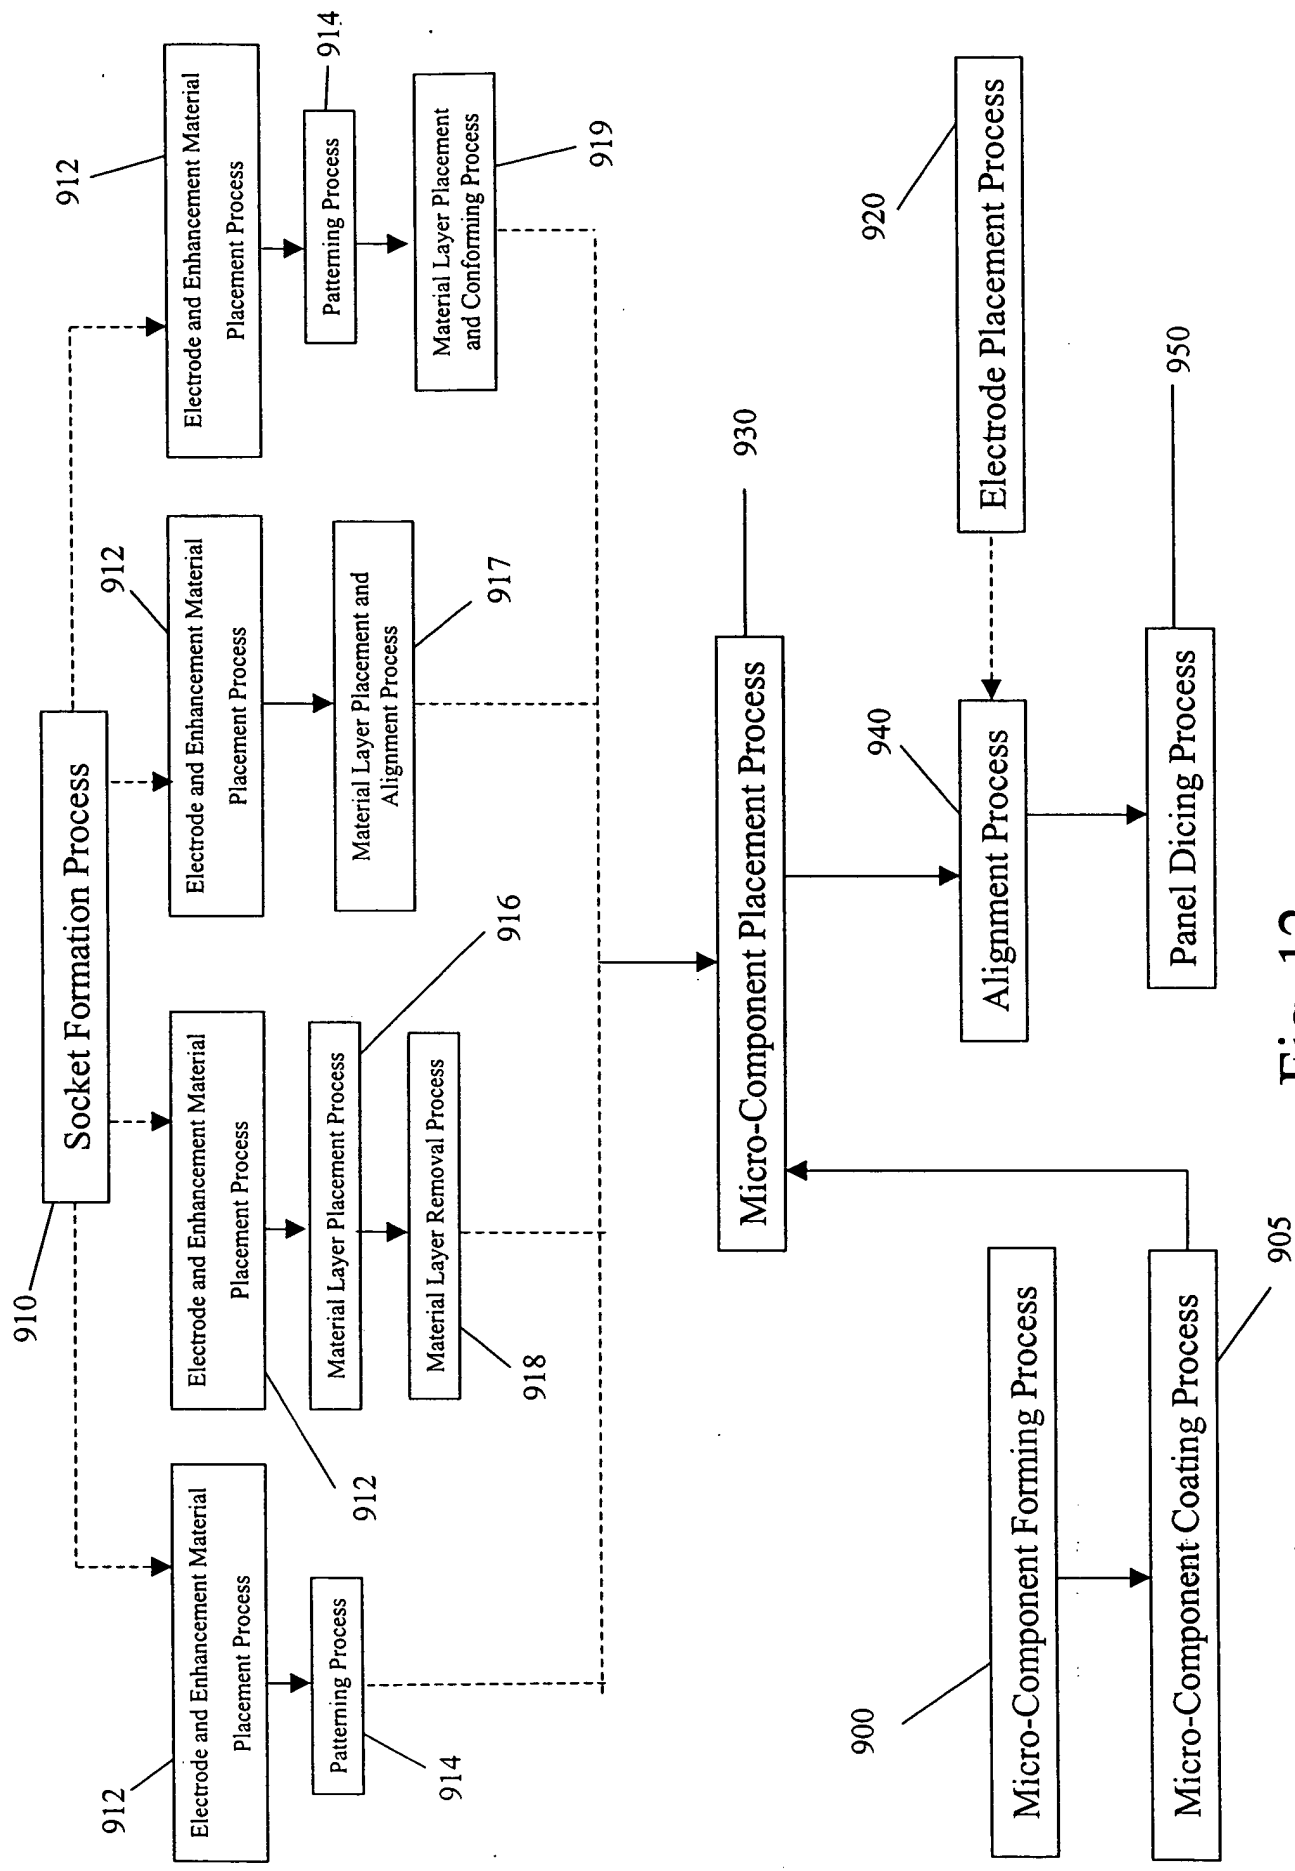 910
Socket Formation Process
912
Electrode and Enhancement Material
Placement Process
Patterning Process
914
912
Electrode and Enhancement Material
Placement Process
Material Layer Placement Process
916
Material Layer Removal Process
918
912
Electrode and Enhancement Material
Placement Process
Material Layer Placement and
Alignment Process
917
912
Electrode and Enhancement Material
Placement Process
914
Patterning Process
Material Layer Placement
and Conforming Process
919
930
Micro-Component Placement Process
900
Micro-Component Forming Process
Micro-Component Coating Process
905
940
Alignment Process
920
Electrode Placement Process
950
Panel Dicing Process